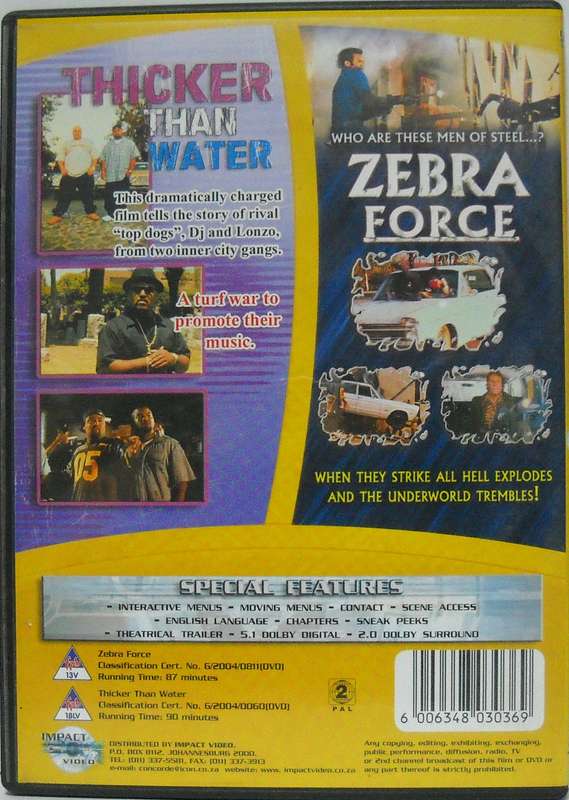 THICKER
THAN
WATER
This dramatically charged
film tells the story of rival
"top dogs", Dj and Lonzo,
from two inner city gangs.
A turf war to
promote their
music.
05
WHO ARE THESE MEN OF STEEL...?
ZEBRA
FORCE
WHEN THEY STRIKE ALL HELL EXPLODES
AND THE UNDERWORLD TREMBLES!
SPECIAL FEATURES
- INTERACTIVE MENUS - MOVING MENUS - CONTACT - SCENE ACCESS
- ENGLISH LANGUAGE - CHAPTERS - SNEAK PEEKS
- THEATRICAL TRAILER - 5.1 DOLBY DIGITAL - 2.0 DOLBY SURROUND
13V
Zebra Force
Classification Cert. No. G/2004/0811(DVD)
Running Time: 87 minutes
18LV
Thicker Than Water
Classification Cert. No. G/2004/0060(DVD)
Running Time: 90 minutes
2
PAL
6 006348 030369
IMPACT
VIDEO
DISTRIBUTED BY IMPACT VIDEO.
P.O. BOX 8112, JOHANNESBURG 2000.
TEL: (011) 337-5581, FAX: (011) 337-3913
e-mail: concorde@icon.co.za website: www.impactvideo.co.za
Any copying, editing, exhibiting, exchanging,
public performance, diffusion, radio, TV
or 2nd channel broadcast of this film or DVD or
any part thereof is strictly prohibited.